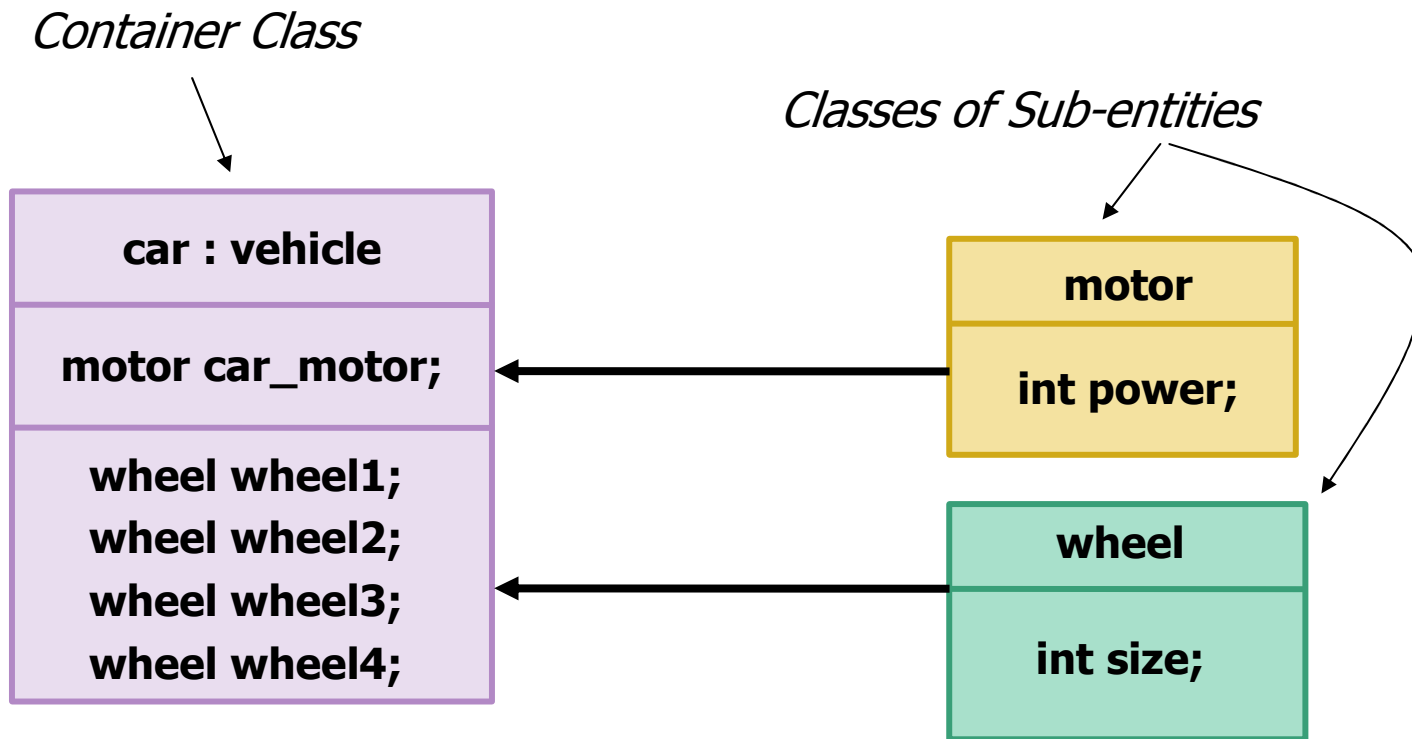 Container Class
Classes of Sub-entities
car : vehicle
motor car_motor;
wheel wheel1;
wheel wheel2;
wheel wheel3;
wheel wheel4;
motor
int power;
wheel
int size;